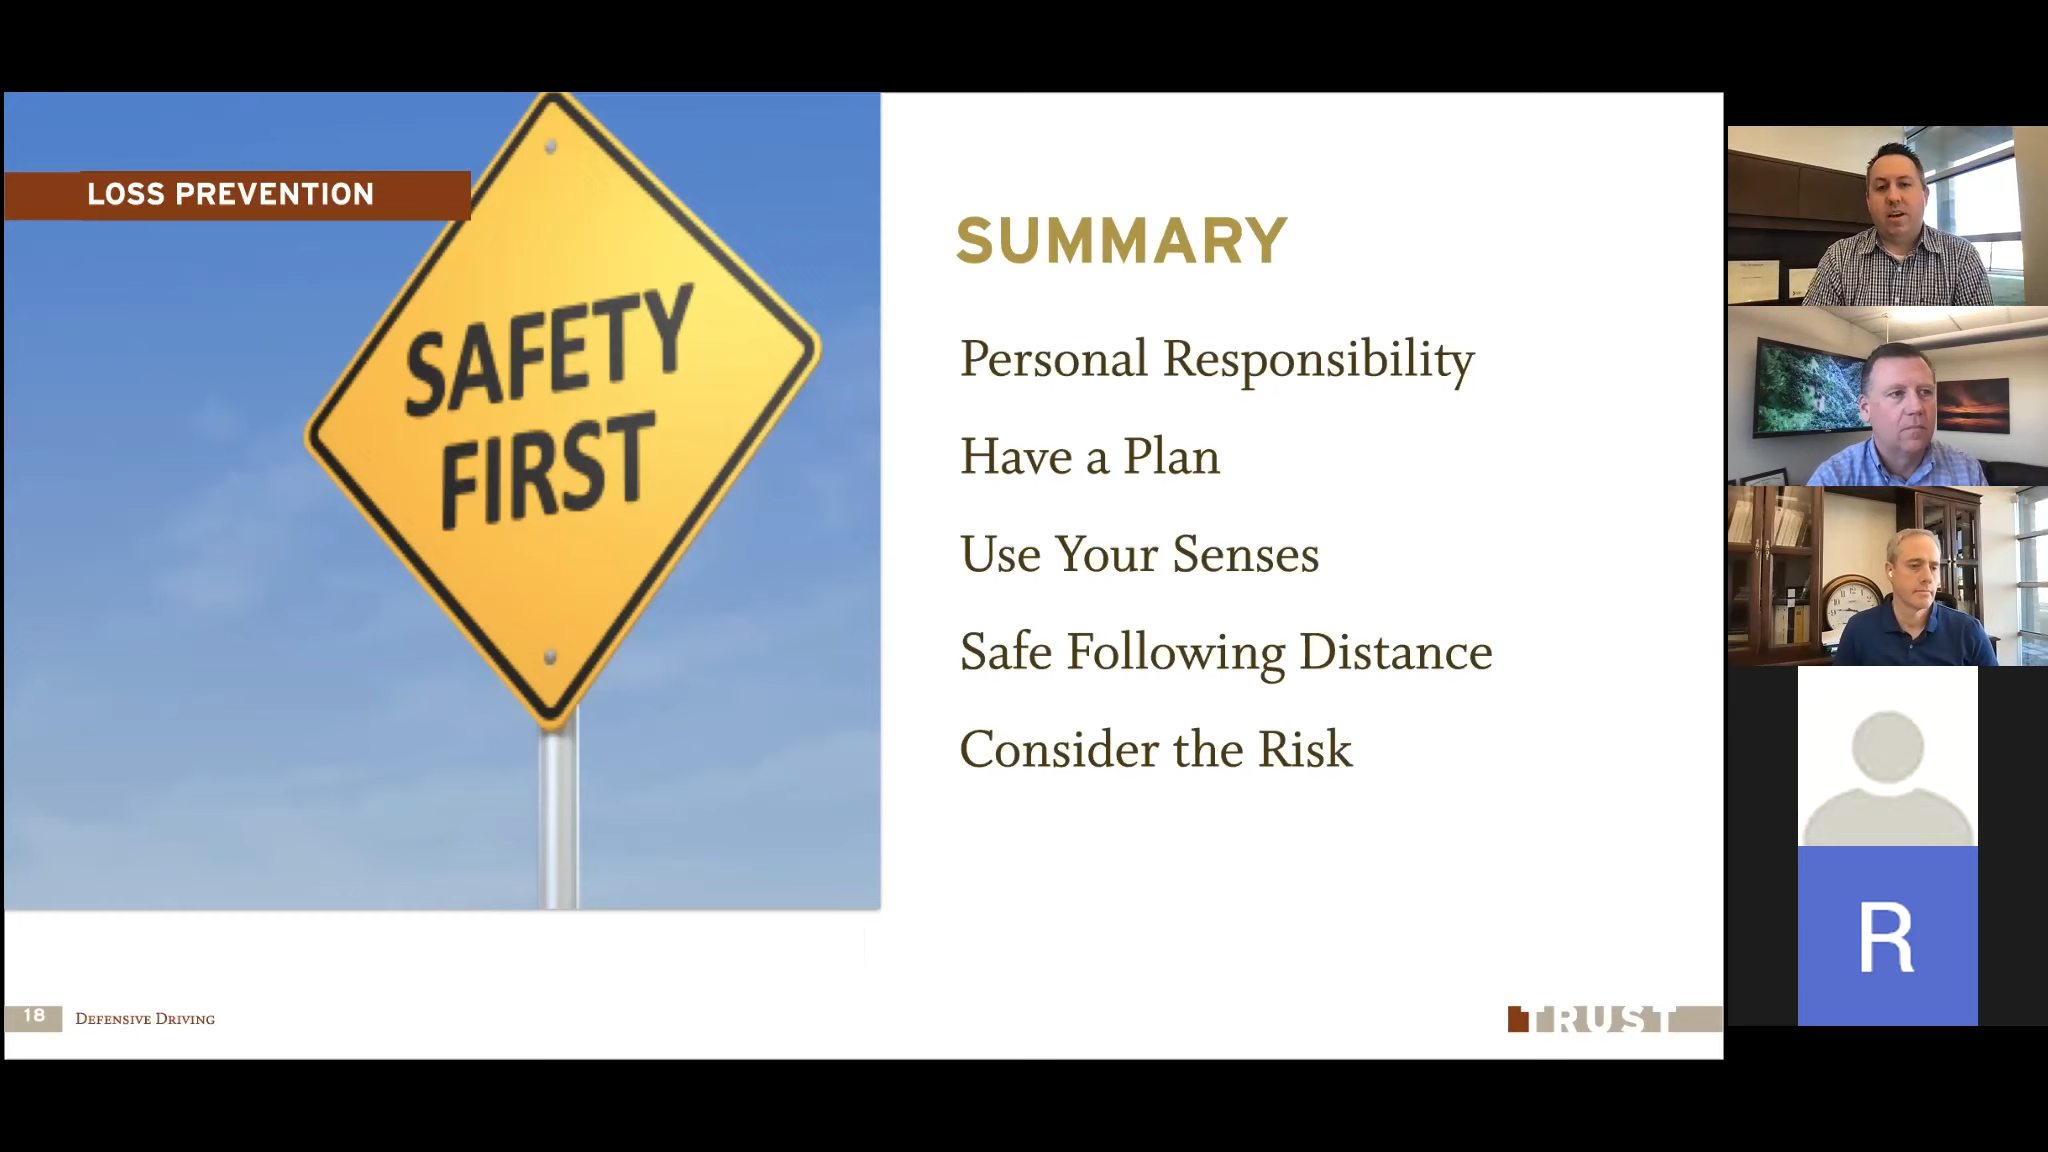 LOSS PREVENTION
SAFETY
FIRST
SUMMARY
Personal Responsibility
Have a Plan
Use Your Senses
Safe Following Distance
Consider the Risk
18 DEFENSIVE DRIVING
TRUST
R